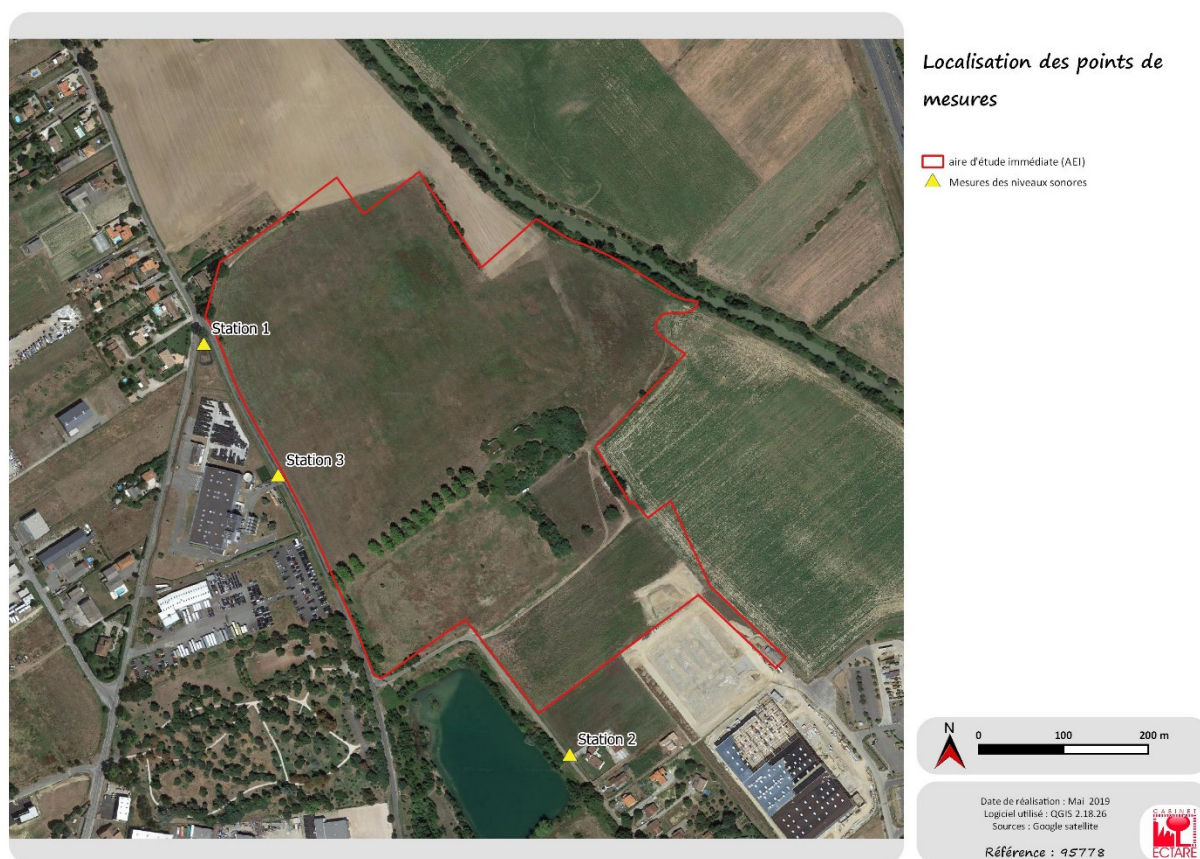 Localisation des points de
mesures
aire d'étude immédiate (AEI)
Mesures des niveaux sonores
Station 1
Station 3
Station 2
N
0 100 200 m
Date de réalisation : Mai 2019
Logiciel utilisé : QGIS 2.18.26
Sources : Google satellite
Référence : 95778
CABINET
ECTARE